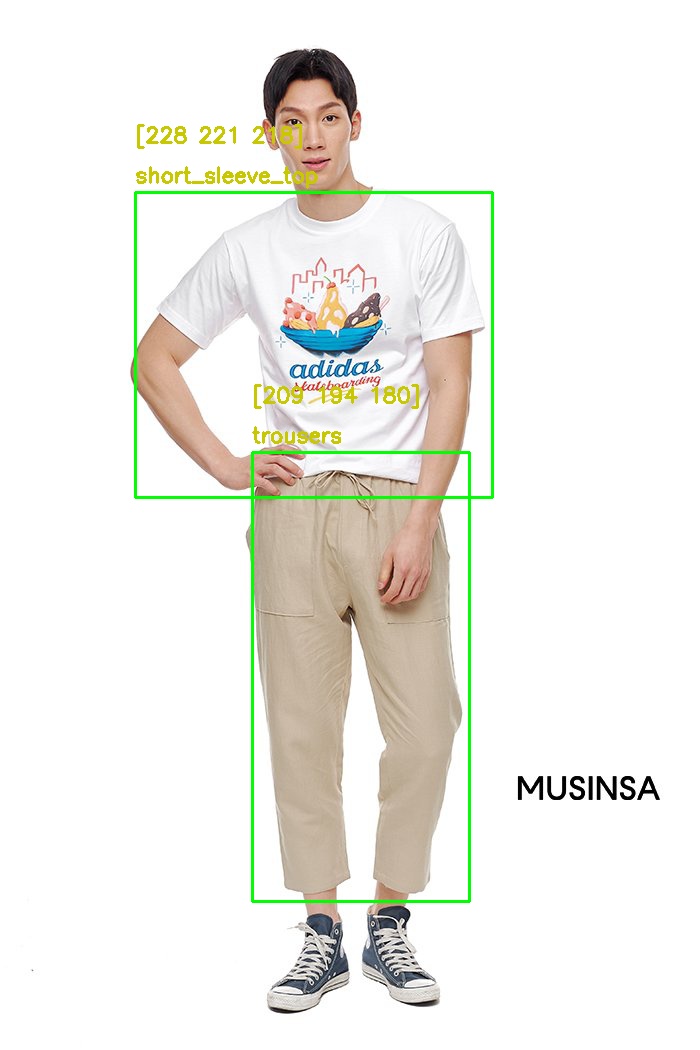 [228 221 218]
short_sleeve_top
adidas
skateboarding
[209 194 180]
trousers
MUSINSA